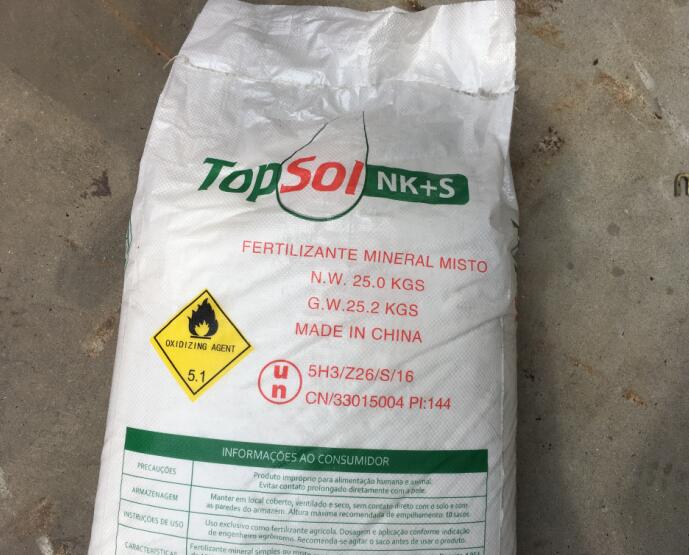 TopSol NK+S
FERTILIZANTE MINERAL MISTO
N.W. 25.0 KGS
G.W.25.2 KGS
MADE IN CHINA
OXIDIZING AGENT
5.1
un
5H3/Z26/S/16
CN/33015004 PI:144
INFORMAÇÕES AO CONSUMIDOR
PRECAUÇÕES
Produto impróprio para alimentação humana e animal.
Evitar contato prolongado diretamente com a pele.
ARMAZENAGEM
Manter em local coberto, ventilado e seco, sem contato direto com o solo e com
as paredes do armazém. Altura máxima recomendada de empilhamento: 10 sacos.
INSTRUÇÕES DE USO
Uso exclusivo como fertilizante agrícola. Dosagem e aplicação conforme indicação
de engenheiro agrônomo. Recomenda-se agitar o saco antes de usar o produto.
CARACTERÍSTICAS
Fertilizante mineral simples ou